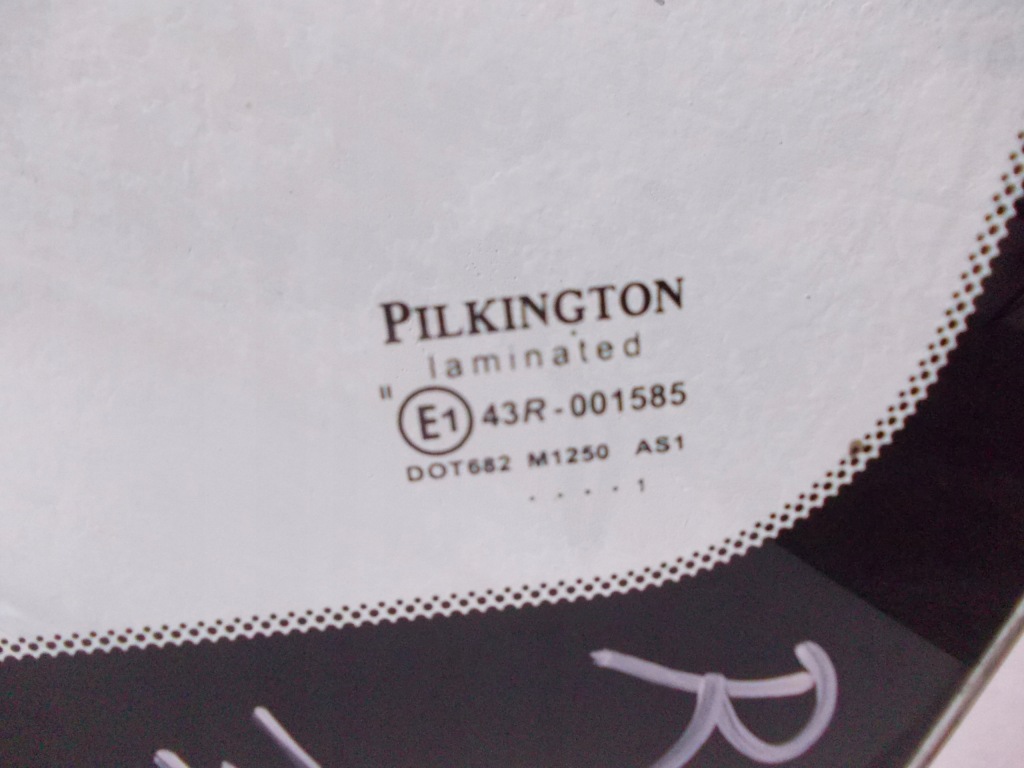 PILKINGTON
laminated
" E1 43R-001585
DOT682 M1250 AS1
. . . . . 1
R